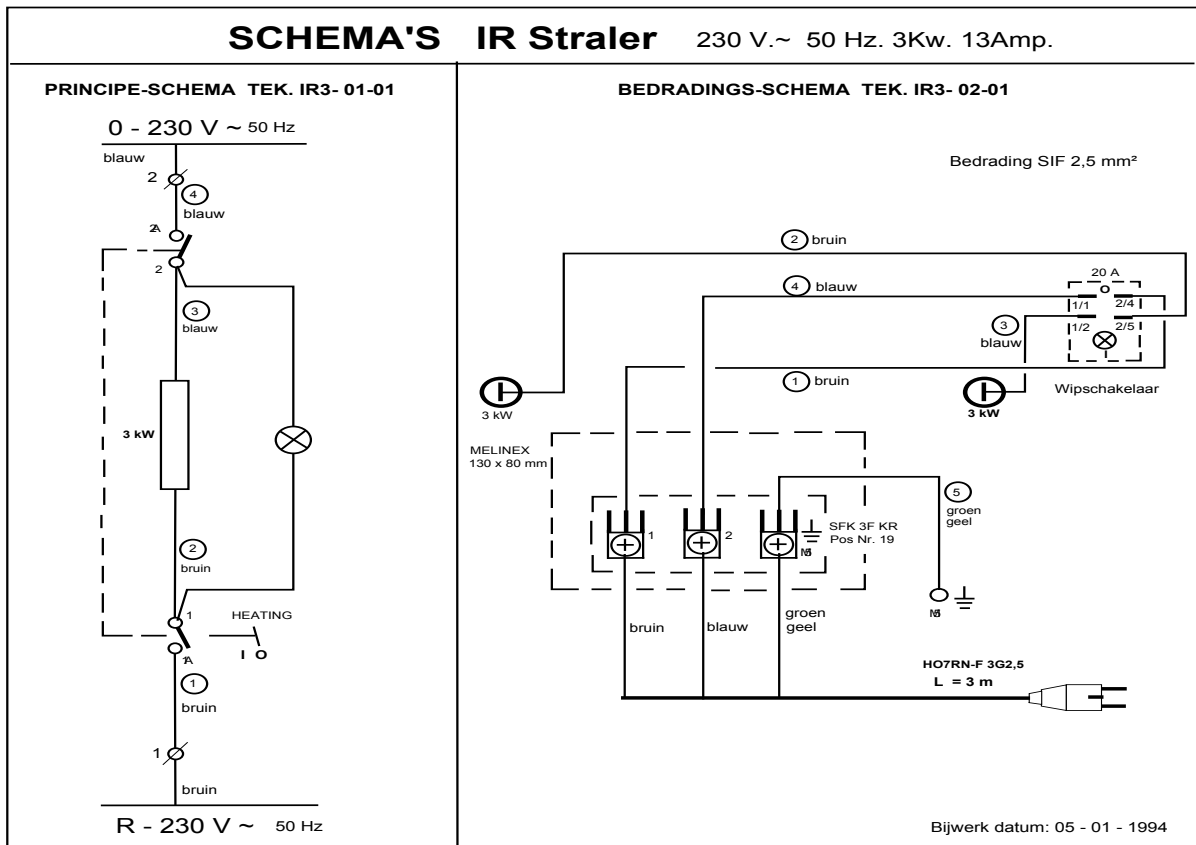 SCHEMA'S IR Straler 230 V.~ 50 Hz. 3Kw. 13Amp.
PRINCIPE-SCHEMA TEK. IR3- 01-01
0 - 230 V ~ 50 Hz
blauw
2
4
blauw
2A
2
3
blauw
3 kW
2
bruin
1
HEATING
I O
1A
1
bruin
1
bruin
R - 230 V ~ 50 Hz
BEDRADINGS-SCHEMA TEK. IR3- 02-01
Bedrading SIF 2,5 mm²
2 bruin
20 A
4 blauw
1/1 2/4
3
1/2 2/5
blauw
1 bruin
Wipschakelaar
3 kW
3 kW
MELINEX
130 x 80 mm
5
groen
geel
1
2
SFK 3F KR
Pos Nr. 19
M5
M5
bruin
blauw
groen
geel
HO7RN-F 3G2,5
L = 3 m
Bijwerk datum: 05 - 01 - 1994